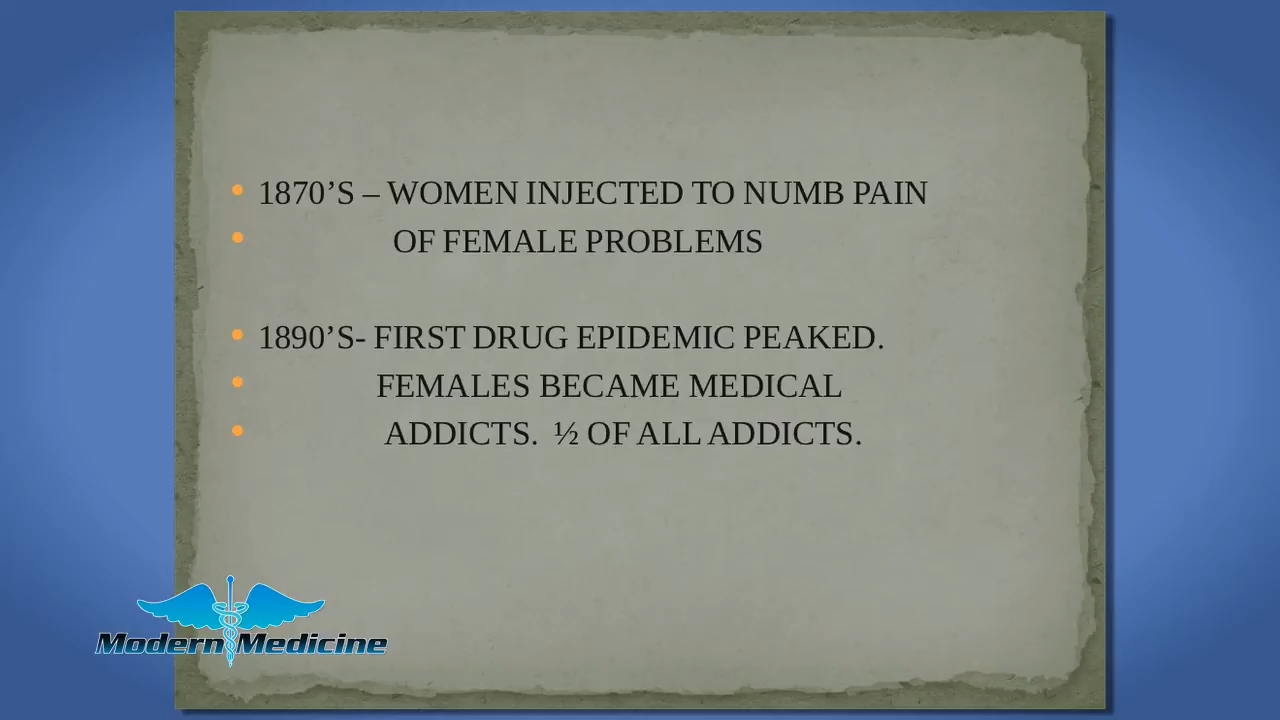 • 1870’S – WOMEN INJECTED TO NUMB PAIN
• OF FEMALE PROBLEMS
• 1890’S- FIRST DRUG EPIDEMIC PEAKED.
• FEMALES BECAME MEDICAL
• ADDICTS.  ½ OF ALL ADDICTS.
Modern Medicine